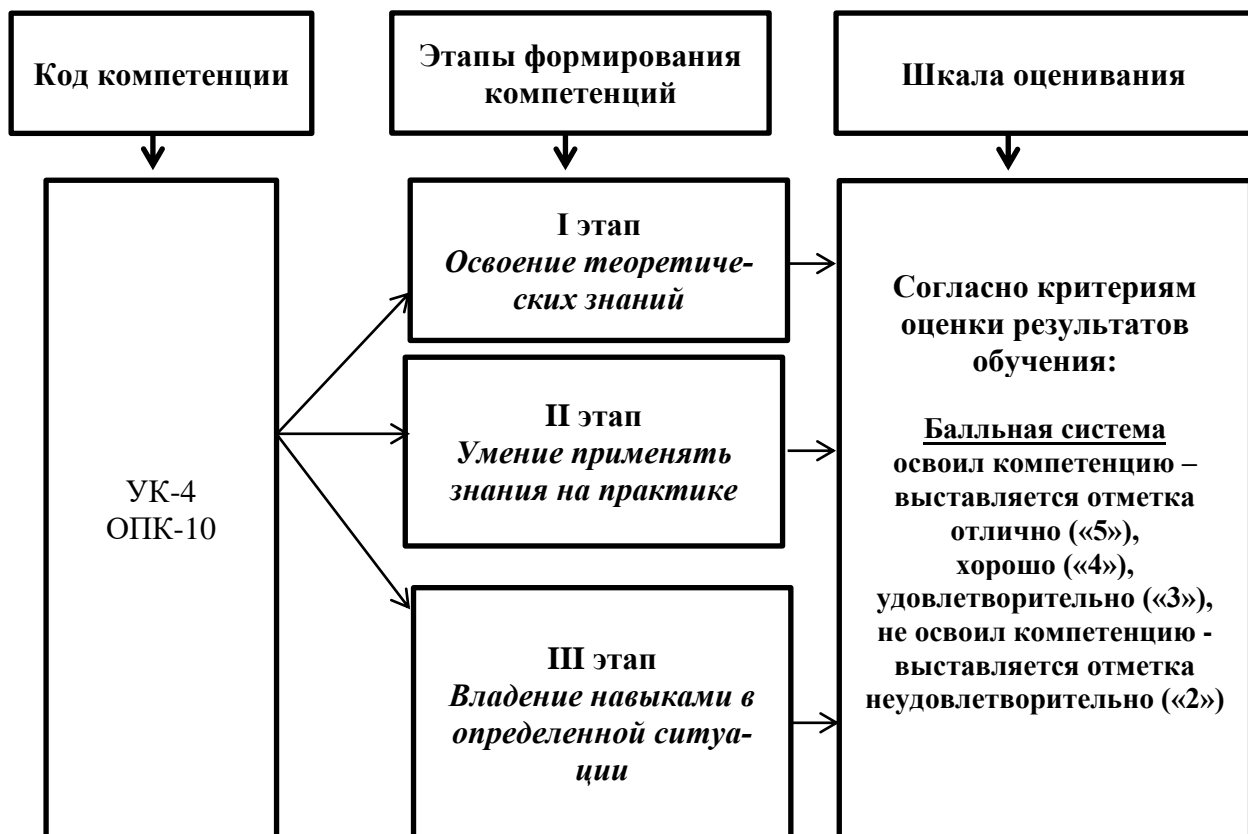 Код компетенции
Этапы формирования
компетенций
Шкала оценивания
УК-4
ОПК-10
I этап
Освоение теоретиче-
ских знаний
II этап
Умение применять
знания на практике
III этап
Владение навыками в
определенной ситуа-
ции
Согласно критериям
оценки результатов
обучения:
Балльная система
освоил компетенцию –
выставляется отметка
отлично («5»),
хорошо («4»),
удовлетворительно («3»),
не освоил компетенцию -
выставляется отметка
неудовлетворительно («2»)